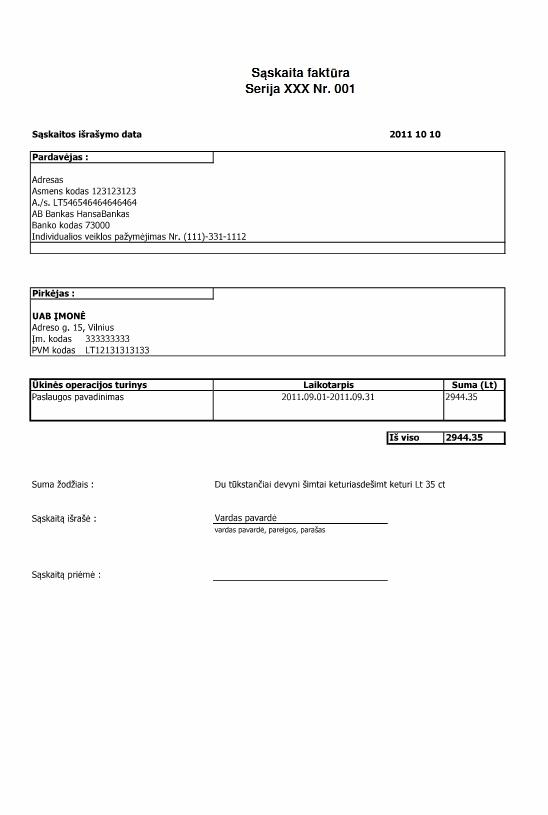 Sąskaita faktūra
Serija XXX Nr. 001
Sąskaitos išrašymo data 2011 10 10
Pardavėjas :
Adresas
Asmens kodas 123123123
A./s. LT546546464646464
AB Bankas HansaBankas
Banko kodas 73000
Individualios veiklos pažymėjimas Nr. (111)-331-1112
Pirkėjas :
UAB ĮMONĖ
Adreso g. 15, Vilnius
Įm. kodas 333333333
PVM kodas LT12131313133
Ūkinės operacijos turinys Laikotarpis Suma (Lt)
Paslaugos pavadinimas 2011.09.01-2011.09.31 2944.35
Iš viso 2944.35
Suma žodžiais : Du tūkstančiai devyni šimtai keturiasdešimt keturi Lt 35 ct
Sąskaitą išrašė : Vardas pavardė
vardas pavardė, pareigos, parašas
Sąskaitą priėmė :